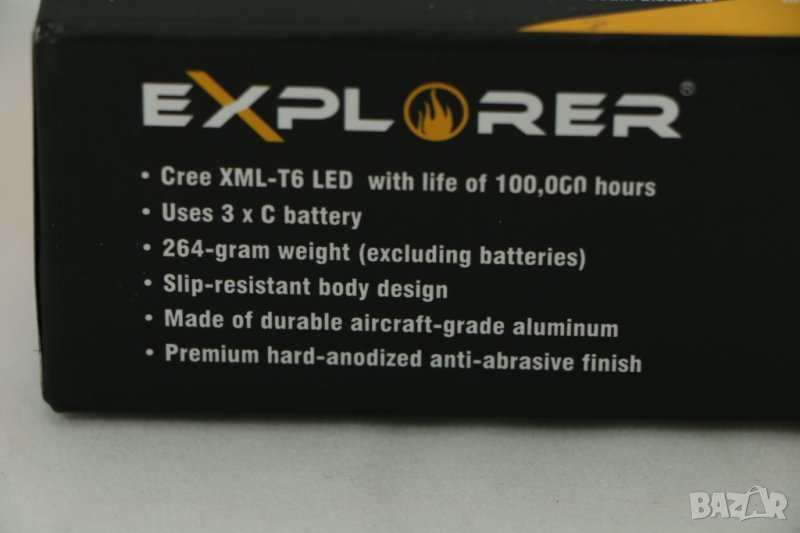 EXPLORER®
• Cree XML-T6 LED with life of 100,000 hours
• Uses 3 x C battery
• 264-gram weight (excluding batteries)
• Slip-resistant body design
• Made of durable aircraft-grade aluminum
• Premium hard-anodized anti-abrasive finish
BAZAR